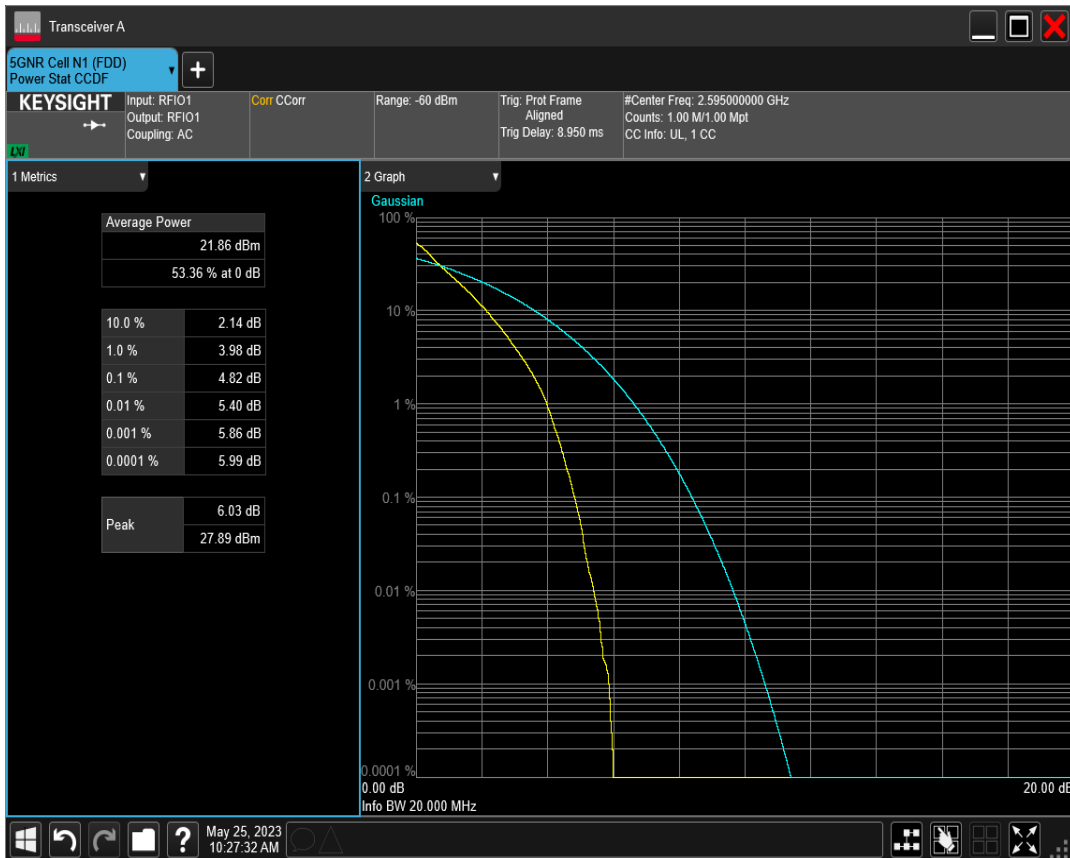 Transceiver A
5GNR Cell N1 (FDD)
Power Stat CCDF
+
KEYSIGHT
LXI
Input: RFIO1
Output: RFIO1
Coupling: AC
Corr CCorr
Range: -60 dBm
Trig: Prot Frame
Aligned
Trig Delay: 8.950 ms
#Center Freq: 2.595000000 GHz
Counts: 1.00 M/1.00 Mpt
CC Info: UL, 1 CC
1 Metrics
Average Power
21.86 dBm
53.36 % at 0 dB
10.0 % 2.14 dB
1.0 % 3.98 dB
0.1 % 4.82 dB
0.01 % 5.40 dB
0.001 % 5.86 dB
0.0001 % 5.99 dB
Peak
6.03 dB
27.89 dBm
2 Graph
Gaussian
100 %
10 %
1 %
0.1 %
0.01 %
0.001 %
0.0001 %
0.00 dB
20.00 dB
Info BW 20.000 MHz
?
May 25, 2023
10:27:32 AM